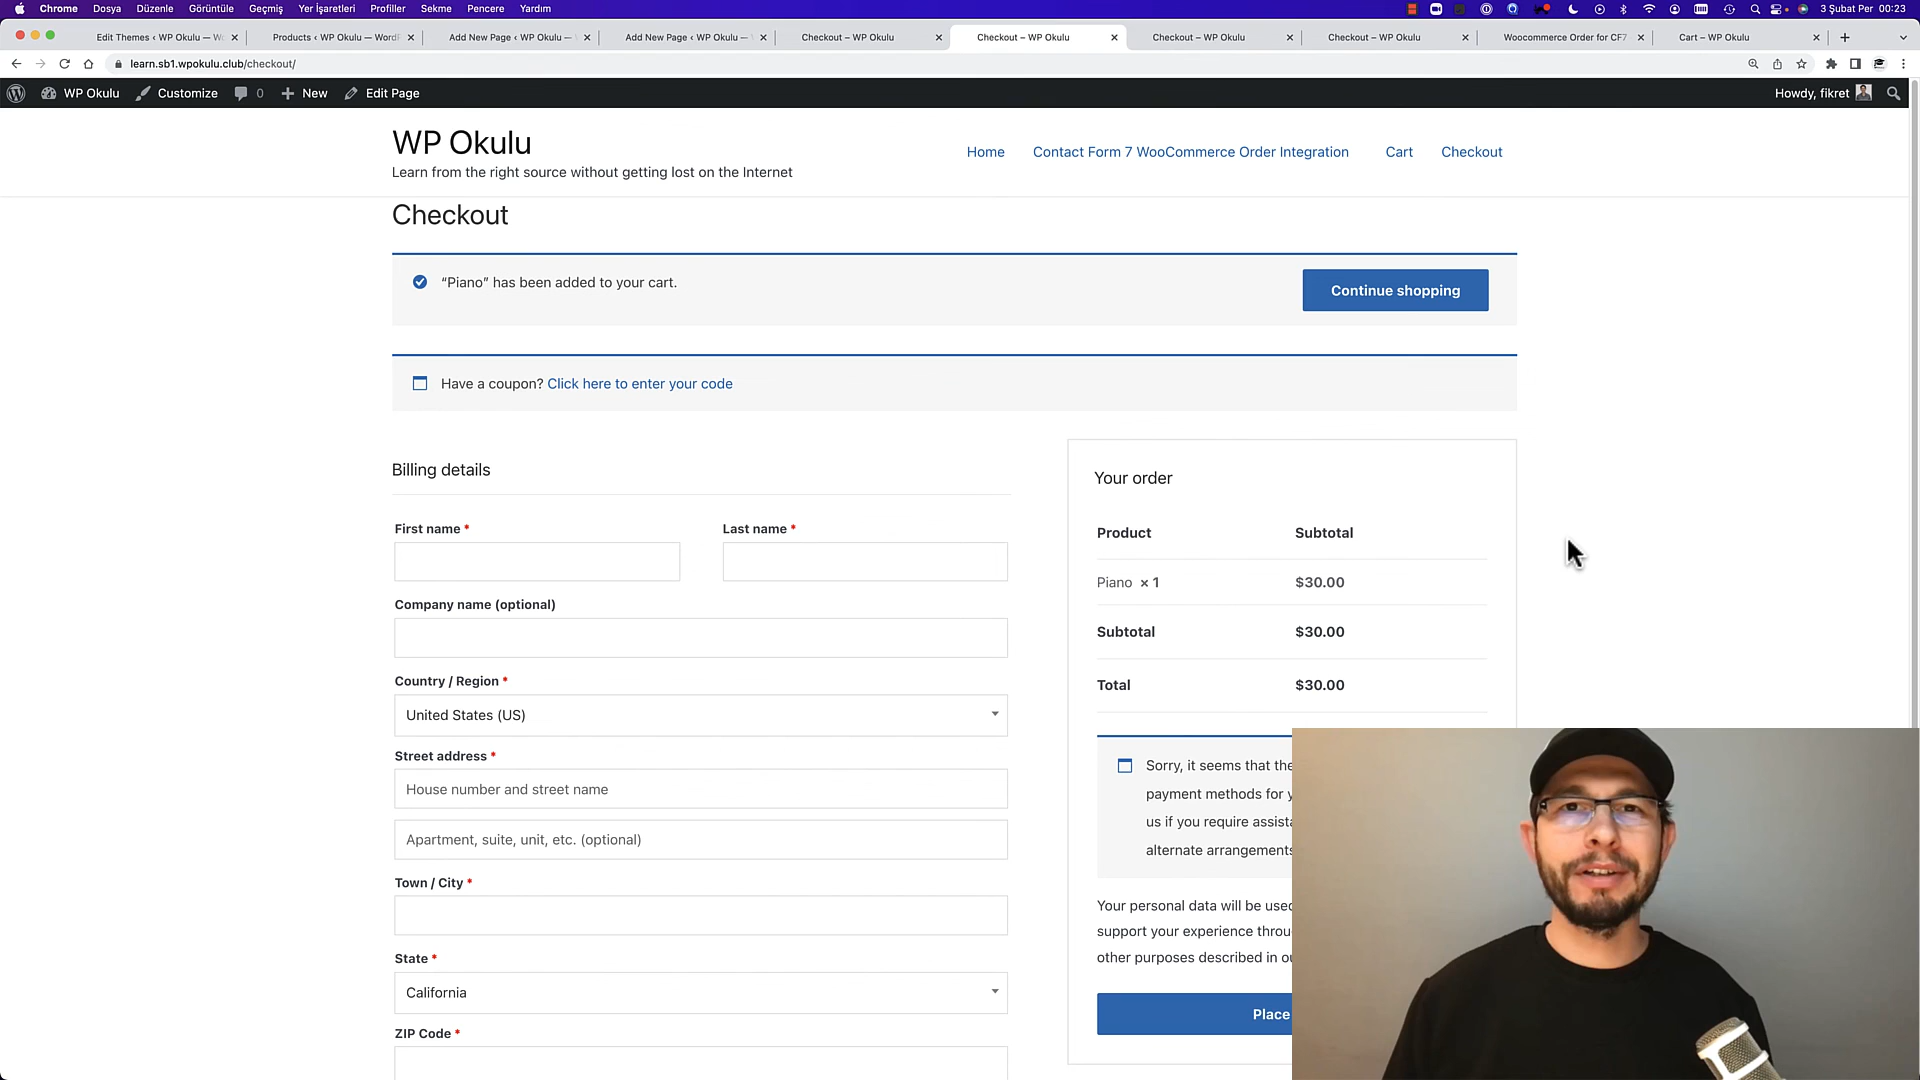 Chrome Dosya Düzenle Görüntüle Geçmiş Yer İşaretleri Profiller Sekme Pencere Yardım 3 Şubat Per 00:23
Edit Themes ‹ WP Okulu — Products ‹ WP Okulu — WordP Add New Page ‹ WP Okulu — Add New Page ‹ WP Okulu — Checkout – WP Okulu Checkout – WP Okulu Checkout – WP Okulu Checkout – WP Okulu Woocommerce Order for CF7 Cart – WP Okulu
learn.sb1.wpokulu.club/checkout/
WP Okulu Customize 0 New Edit Page Howdy, fikret
WP Okulu
Learn from the right source without getting lost on the Internet
Home Contact Form 7 WooCommerce Order Integration Cart Checkout
Checkout
“Piano” has been added to your cart.
Continue shopping
Have a coupon? Click here to enter your code
Billing details
First name * Last name *
Company name (optional)
Country / Region *
United States (US)
Street address *
House number and street name
Apartment, suite, unit, etc. (optional)
Town / City *
State *
California
ZIP Code *
Your order
Product Subtotal
Piano × 1 $30.00
Subtotal $30.00
Total $30.00
Sorry, it seems that the
payment methods for
us if you require
alternate arrangements
Your personal data will be used
support your experience
other purposes described in
Place